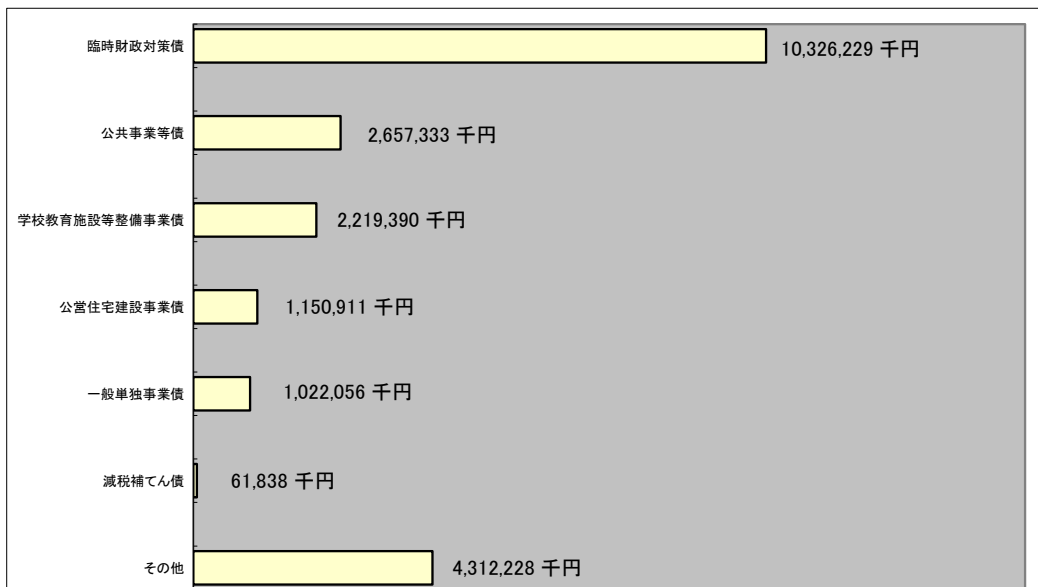 臨時財政対策債 10,326,229 千円
公共事業等債 2,657,333 千円
学校教育施設等整備事業債 2,219,390 千円
公営住宅建設事業債 1,150,911 千円
一般単独事業債 1,022,056 千円
減税補てん債 61,838 千円
その他 4,312,228 千円